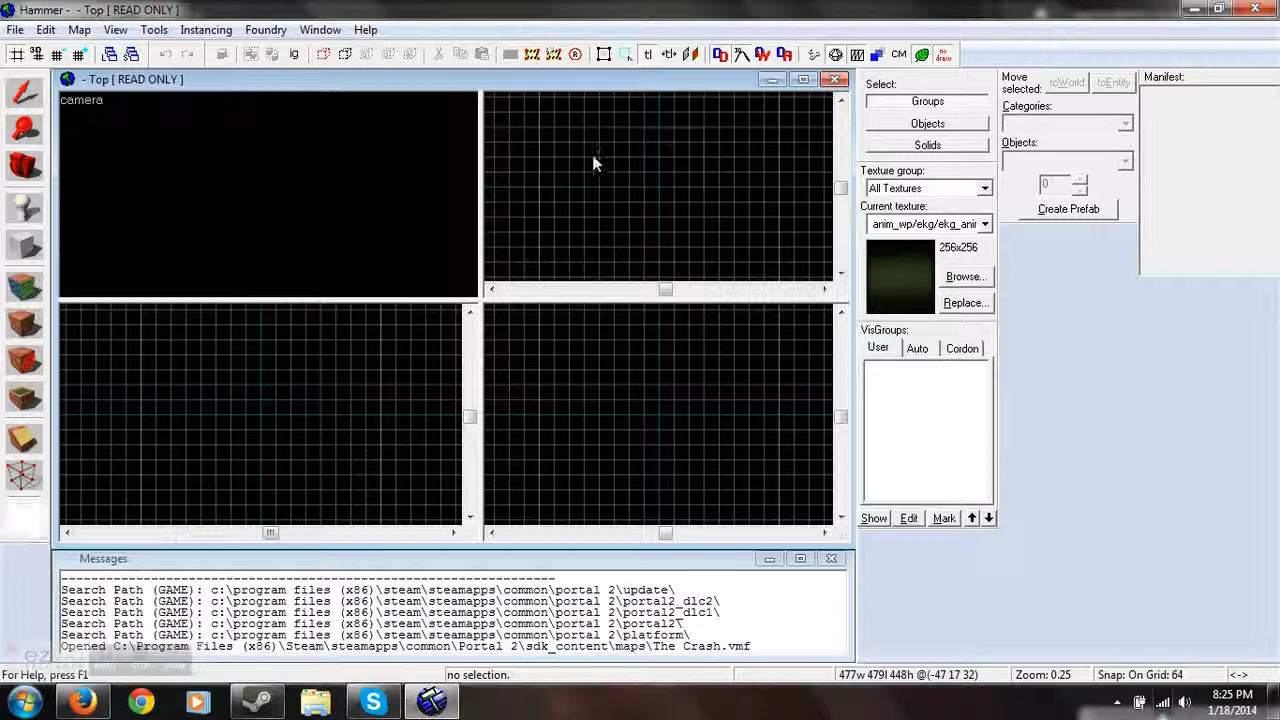 Hammer - - Top [ READ ONLY ]
File Edit Map View Tools Instancing Foundry Window Help
- Top [ READ ONLY ]
camera
Select:
Groups
Objects
Solids
Texture group:
All Textures
Current texture:
anim_wp/ekg/ekg_anir
256x256
Browse...
Replace...
VisGroups:
User Auto Cordon
Show Edit Mark
Move
selected:
toWorld toEntity
Categories:
Objects:
0
Create Prefab
Manifest:
Messages
Search Path (GAME): c:\program files (x86)\steam\steamapps\common\portal 2\update\
Search Path (GAME): c:\program files (x86)\steam\steamapps\common\portal 2\portal2_dlc2\
Search Path (GAME): c:\program files (x86)\steam\steamapps\common\portal 2\portal2_dlc1\
Search Path (GAME): c:\program files (x86)\steam\steamapps\common\portal 2\portal2\
Search Path (GAME): c:\program files (x86)\steam\steamapps\common\portal 2\platform\
Opened C:\Program Files (x86)\Steam\steamapps\common\Portal 2\sdk_content\maps\The Crash.vmf
For Help, press F1
no selection.
477w 479l 448h @(-47 17 32)
Zoom: 0.25
Snap: On Grid: 64
<->
8:25 PM
1/18/2014